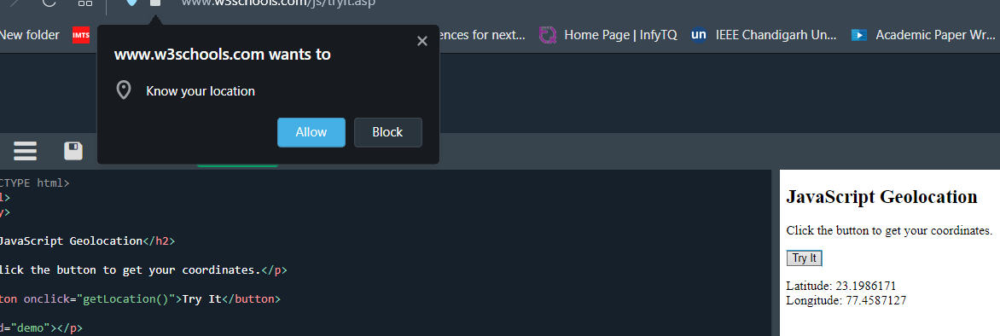 www.w3schools.com/js/tryit.asp
New folder
IMTS
ences for next...
Home Page | InfyTQ
un
IEEE Chandigarh Un...
Academic Paper Wr...
www.w3schools.com wants to
Know your location
Allow
Block
CTYPE html>
l>
y>
JavaScript Geolocation</h2>
lick the button to get your coordinates.</p>
ton onclick="getLocation()">Try It</button>
d="demo"></p>
JavaScript Geolocation
Click the button to get your coordinates.
Try It
Latitude: 23.1986171
Longitude: 77.4587127